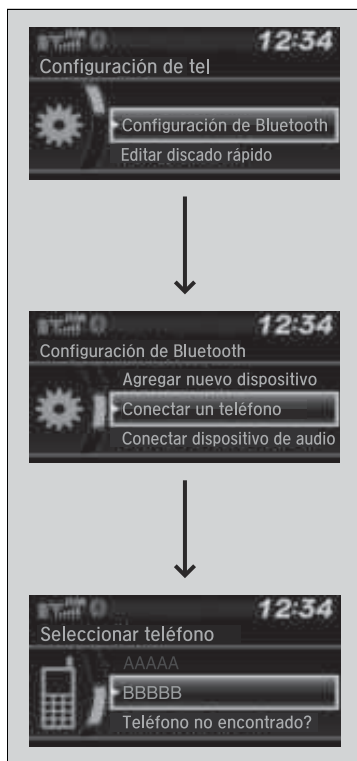 12:34
Configuración de tel
Configuración de Bluetooth
Editar discado rápido
12:34
Configuración de Bluetooth
Agregar nuevo dispositivo
Conectar un teléfono
Conectar dispositivo de audio
12:34
Seleccionar teléfono
AAAAA
BBBBB
Teléfono no encontrado?